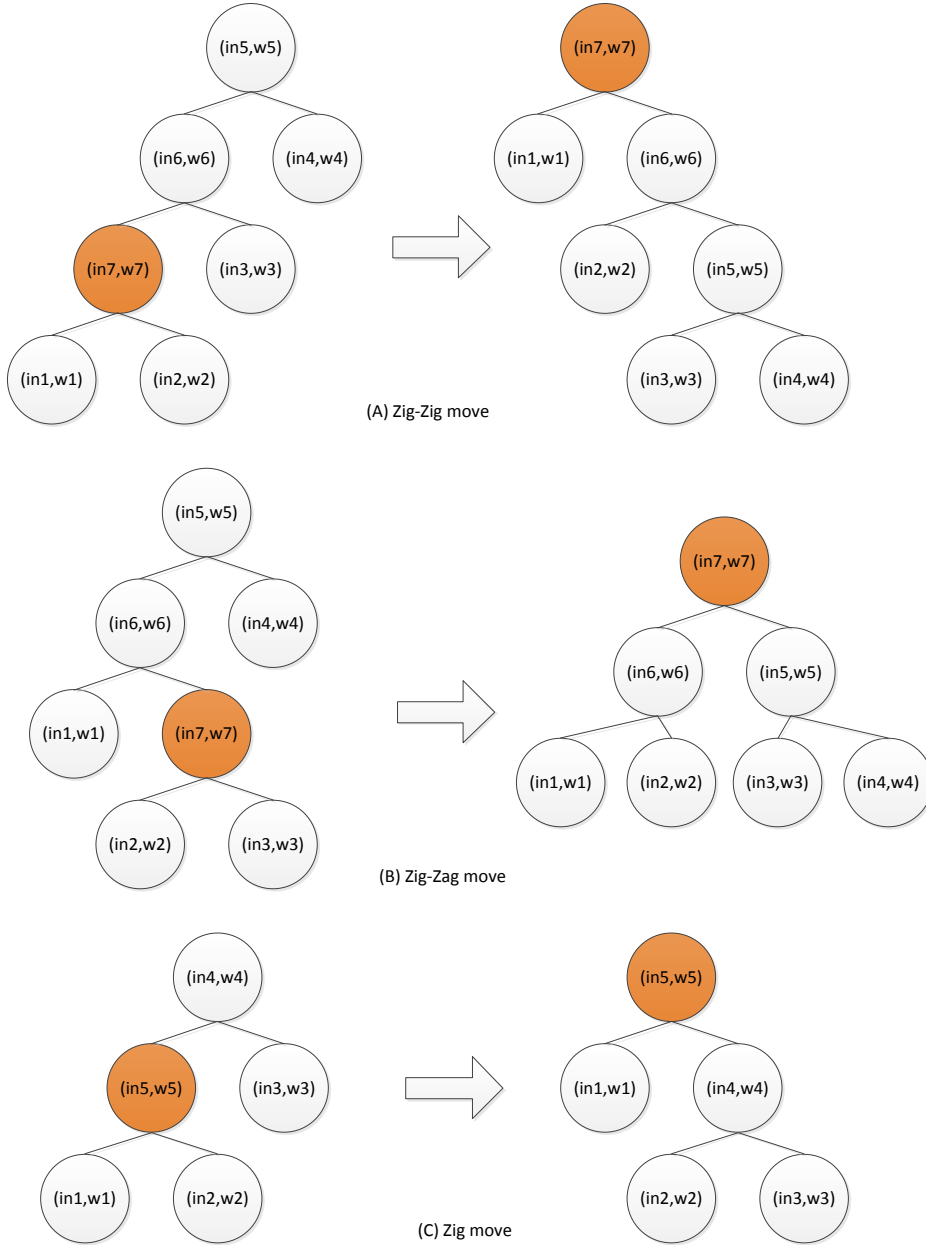 (in5,w5)
(in7,w7)
(in6,w6)
(in4,w4)
(in1,w1)
(in6,w6)
(in7,w7)
(in3,w3)
(in2,w2)
(in5,w5)
(in1,w1)
(in2,w2)
(in3,w3)
(in4,w4)
(A) Zig-Zig move
(in5,w5)
(in7,w7)
(in6,w6)
(in4,w4)
(in6,w6)
(in5,w5)
(in1,w1)
(in7,w7)
(in1,w1)
(in2,w2)
(in3,w3)
(in4,w4)
(in2,w2)
(in3,w3)
(B) Zig-Zag move
(in4,w4)
(in5,w5)
(in5,w5)
(in3,w3)
(in1,w1)
(in4,w4)
(in1,w1)
(in2,w2)
(in2,w2)
(in3,w3)
(C) Zig move